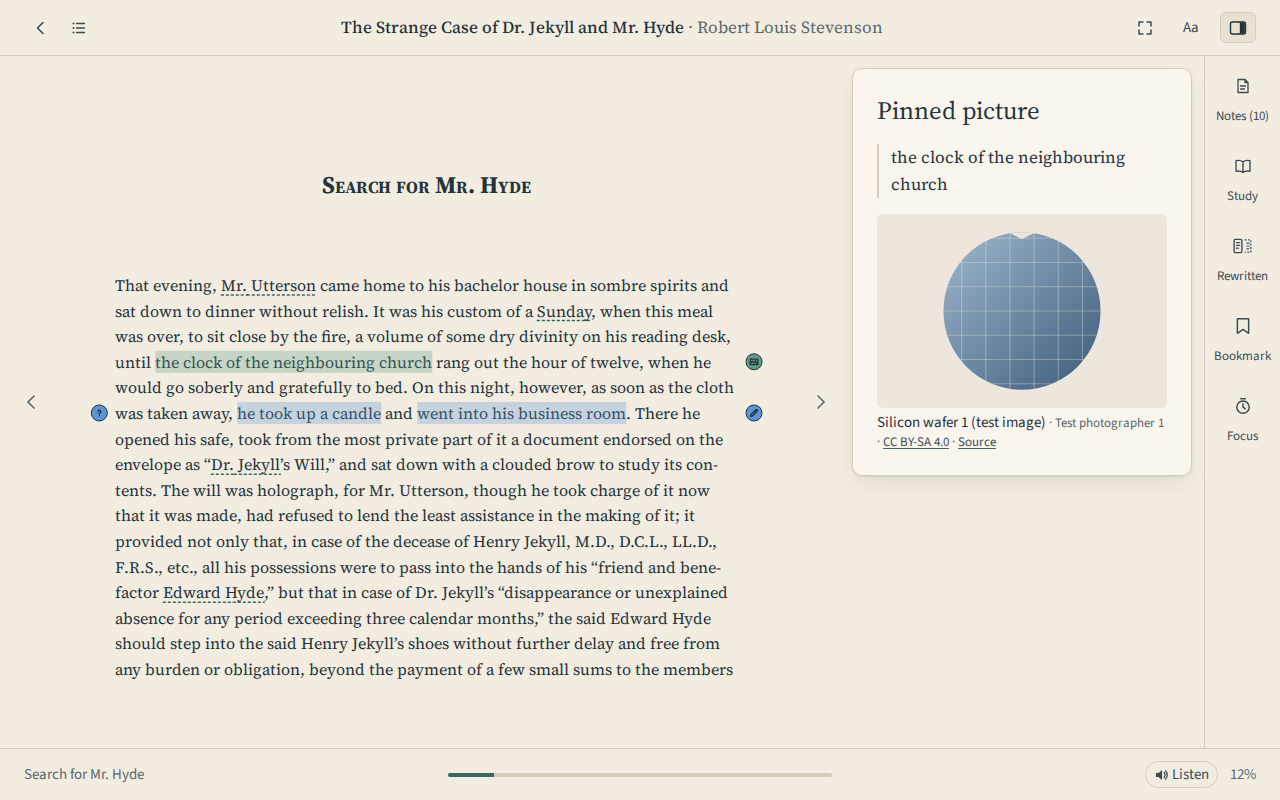 The Strange Case of Dr. Jekyll and Mr. Hyde · Robert Louis Stevenson
Aa
Search for Mr. Hyde
That evening, Mr. Utterson came home to his bachelor house in sombre spirits and
sat down to dinner without relish. It was his custom of a Sunday, when this meal
was over, to sit close by the fire, a volume of some dry divinity on his reading desk,
until the clock of the neighbouring church rang out the hour of twelve, when he
would go soberly and gratefully to bed. On this night, however, as soon as the cloth
was taken away, he took up a candle and went into his business room. There he
opened his safe, took from the most private part of it a document endorsed on the
envelope as “Dr. Jekyll’s Will,” and sat down with a clouded brow to study its con-
tents. The will was holograph, for Mr. Utterson, though he took charge of it now
that it was made, had refused to lend the least assistance in the making of it; it
provided not only that, in case of the decease of Henry Jekyll, M.D., D.C.L., LL.D.,
F.R.S., etc., all his possessions were to pass into the hands of his “friend and bene-
factor Edward Hyde,” but that in case of Dr. Jekyll’s “disappearance or unexplained
absence for any period exceeding three calendar months,” the said Edward Hyde
should step into the said Henry Jekyll’s shoes without further delay and free from
any burden or obligation, beyond the payment of a few small sums to the members
?
Pinned picture
the clock of the neighbouring
church
Silicon wafer 1 (test image) · Test photographer 1
· CC BY-SA 4.0 · Source
Notes (10)
Study
Rewritten
Bookmark
Focus
Search for Mr. Hyde
Listen
12%